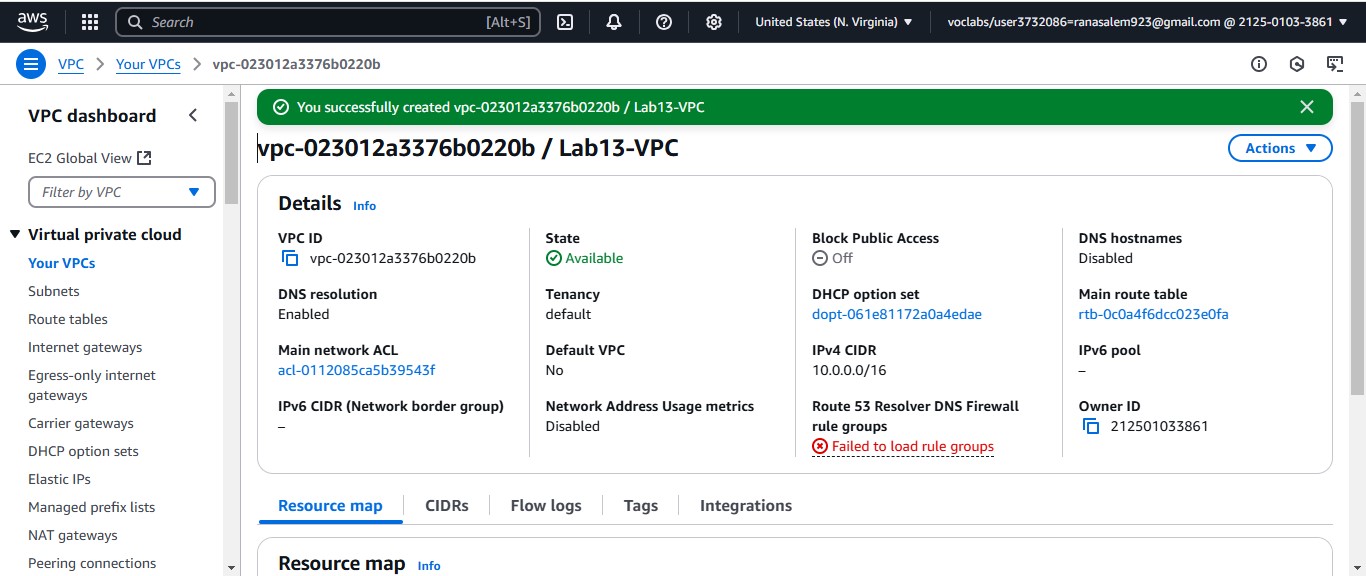 aws
Search [Alt+S] United States (N. Virginia) voclabs/user3732086=ranasalem923@gmail.com @ 2125-0103-3861
VPC Your VPCs vpc-023012a3376b0220b
VPC dashboard
EC2 Global View
Filter by VPC
Virtual private cloud
Your VPCs
Subnets
Route tables
Internet gateways
Egress-only internet
gateways
Carrier gateways
DHCP option sets
Elastic IPs
Managed prefix lists
NAT gateways
Peering connections
You successfully created vpc-023012a3376b0220b / Lab13-VPC
vpc-023012a3376b0220b / Lab13-VPC
Actions
Details Info
VPC ID
vpc-023012a3376b0220b
State
Available
Block Public Access
Off
DNS hostnames
Disabled
DNS resolution
Enabled
Tenancy
default
DHCP option set
dopt-061e81172a0a4edae
Main route table
rtb-0c0a4f6dcc023e0fa
Main network ACL
acl-0112085ca5b39543f
Default VPC
No
IPv4 CIDR
10.0.0.0/16
IPv6 pool
–
IPv6 CIDR (Network border group)
–
Network Address Usage metrics
Disabled
Route 53 Resolver DNS Firewall
rule groups
Failed to load rule groups
Owner ID
212501033861
Resource map CIDRs Flow logs Tags Integrations
Resource map Info